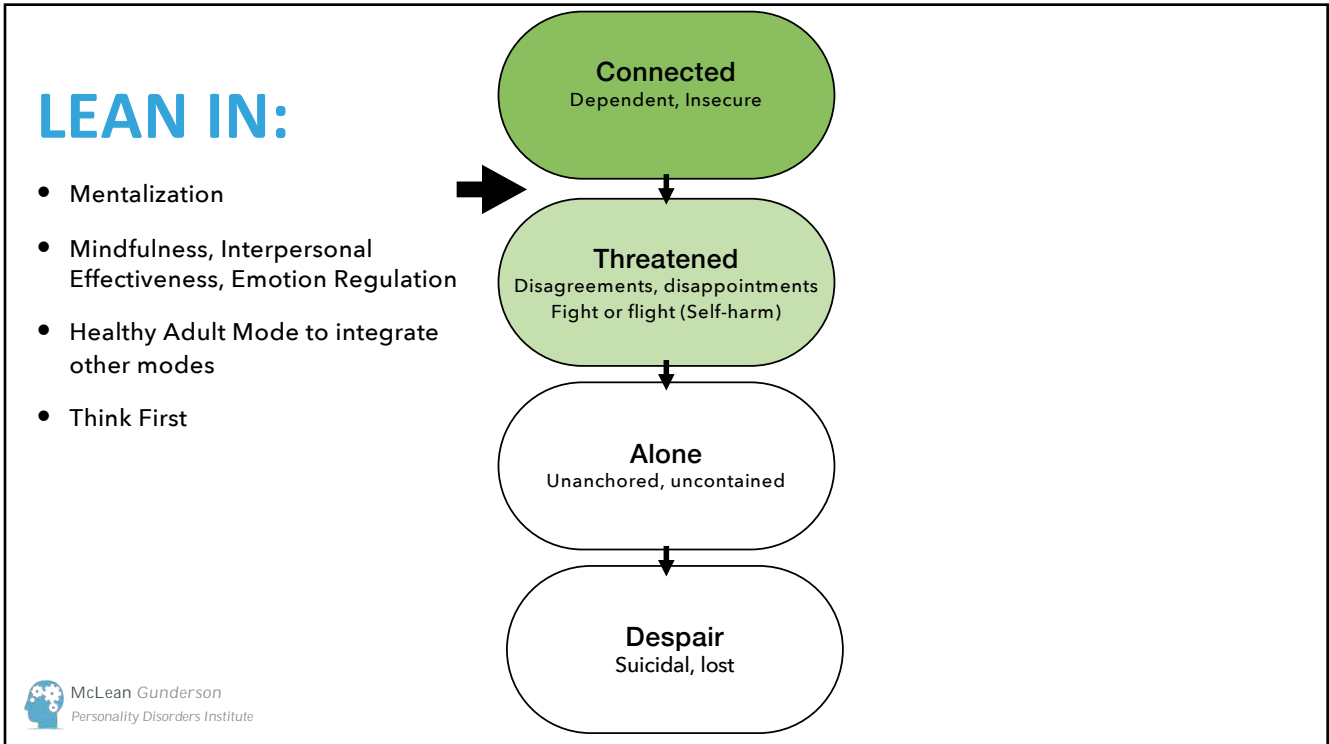 LEAN IN:
• Mentalization
• Mindfulness, Interpersonal
Effectiveness, Emotion Regulation
• Healthy Adult Mode to integrate
other modes
• Think First
Connected
Dependent, Insecure
Threatened
Disagreements, disappointments
Fight or flight (Self-harm)
Alone
Unanchored, uncontained
Despair
Suicidal, lost
McLean Gunderson
Personality Disorders Institute